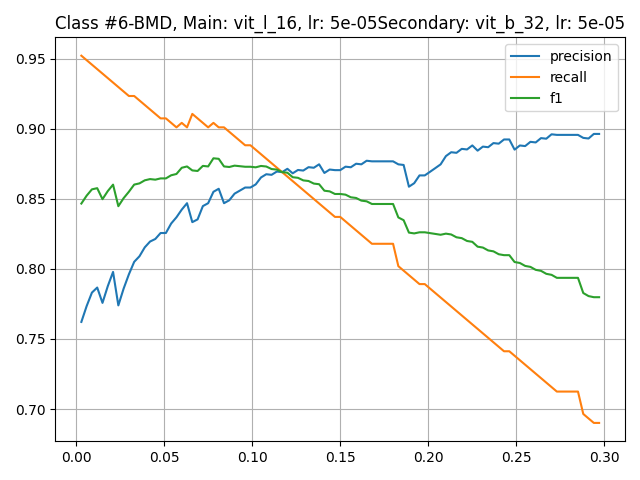 Class #6-BMD, Main: vit_l_16, lr: 5e-05Secondary: vit_b_32, lr: 5e-05
precision
recall
f1
0.95
0.90
0.85
0.80
0.75
0.70
0.00 0.05 0.10 0.15 0.20 0.25 0.30